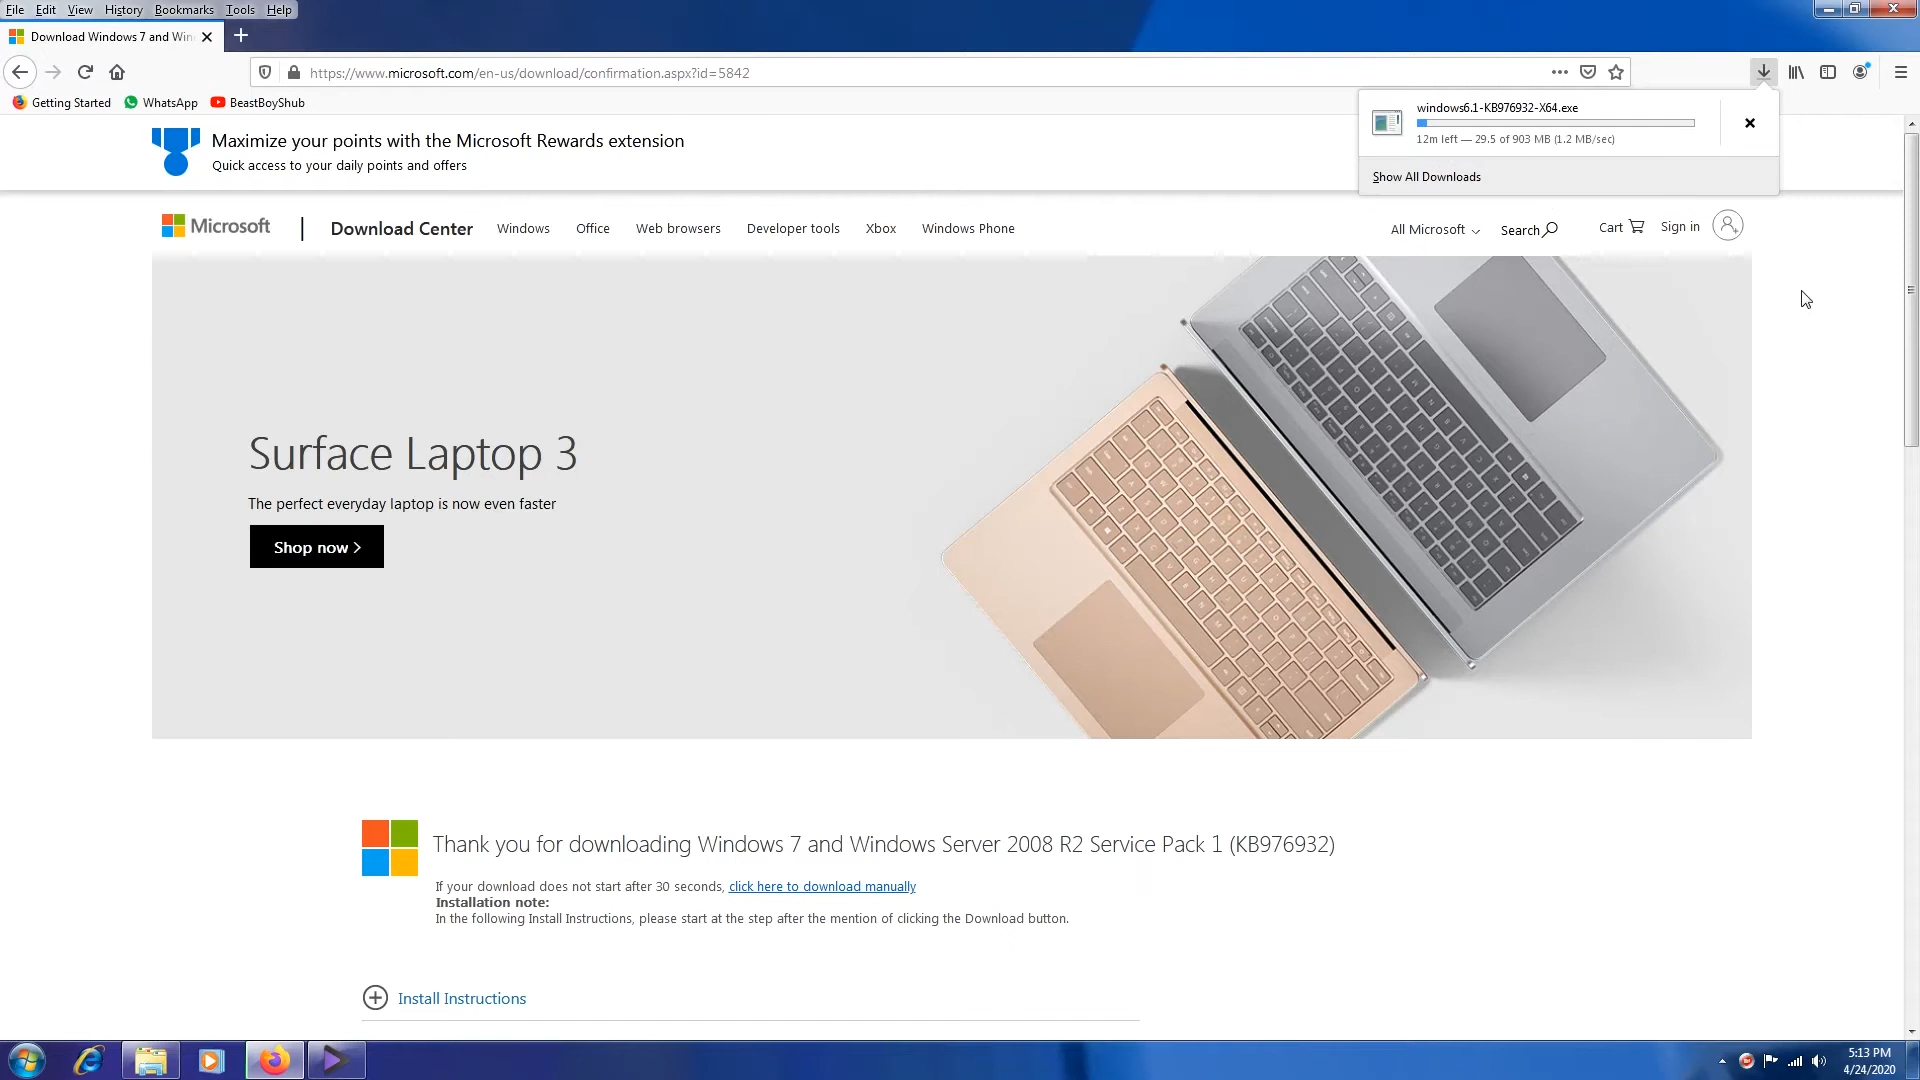 File Edit View History Bookmarks Tools Help
Download Windows 7 and Win
https://www.microsoft.com/en-us/download/confirmation.aspx?id=5842
Getting Started WhatsApp BeastBoyShub
windows6.1-KB976932-X64.exe
12m left — 29.5 of 903 MB (1.2 MB/sec)
Show All Downloads
Maximize your points with the Microsoft Rewards extension
Quick access to your daily points and offers
Microsoft Download Center Windows Office Web browsers Developer tools Xbox Windows Phone All Microsoft Search Cart Sign in
Surface Laptop 3
The perfect everyday laptop is now even faster
Shop now >
Thank you for downloading Windows 7 and Windows Server 2008 R2 Service Pack 1 (KB976932)
If your download does not start after 30 seconds, click here to download manually
Installation note:
In the following Install Instructions, please start at the step after the mention of clicking the Download button.
Install Instructions
5:13 PM
4/24/2020